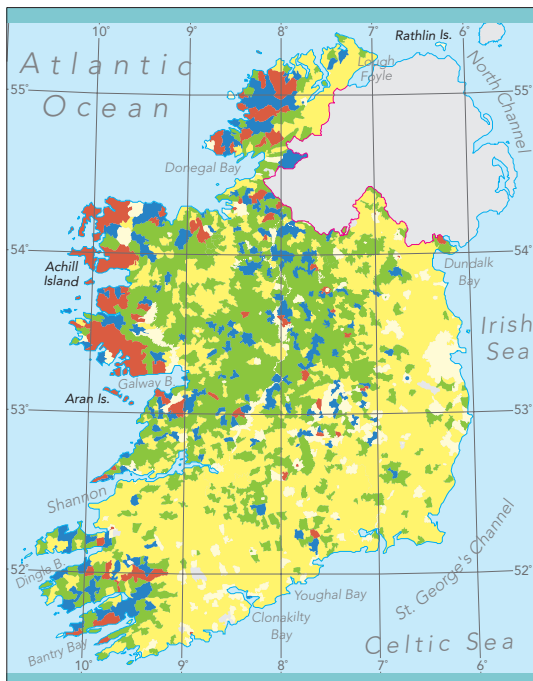 10˚ 9˚ 8˚ 7˚ 6˚
Rathlin Is.
Atlantic
Ocean
Lough
Foyle
North Channel
55˚ 55˚
Donegal Bay
54˚ 54˚
Achill
Island
Dundalk
Bay
Irish
Sea
Galway B.
Aran Is.
53˚ 53˚
Shannon
Dingle B.
52˚ 52˚
St. George's Channel
Youghal Bay
Clonakilty
Bay
Bantry Bay
Celtic Sea
10˚ 9˚ 8˚ 7˚ 6˚